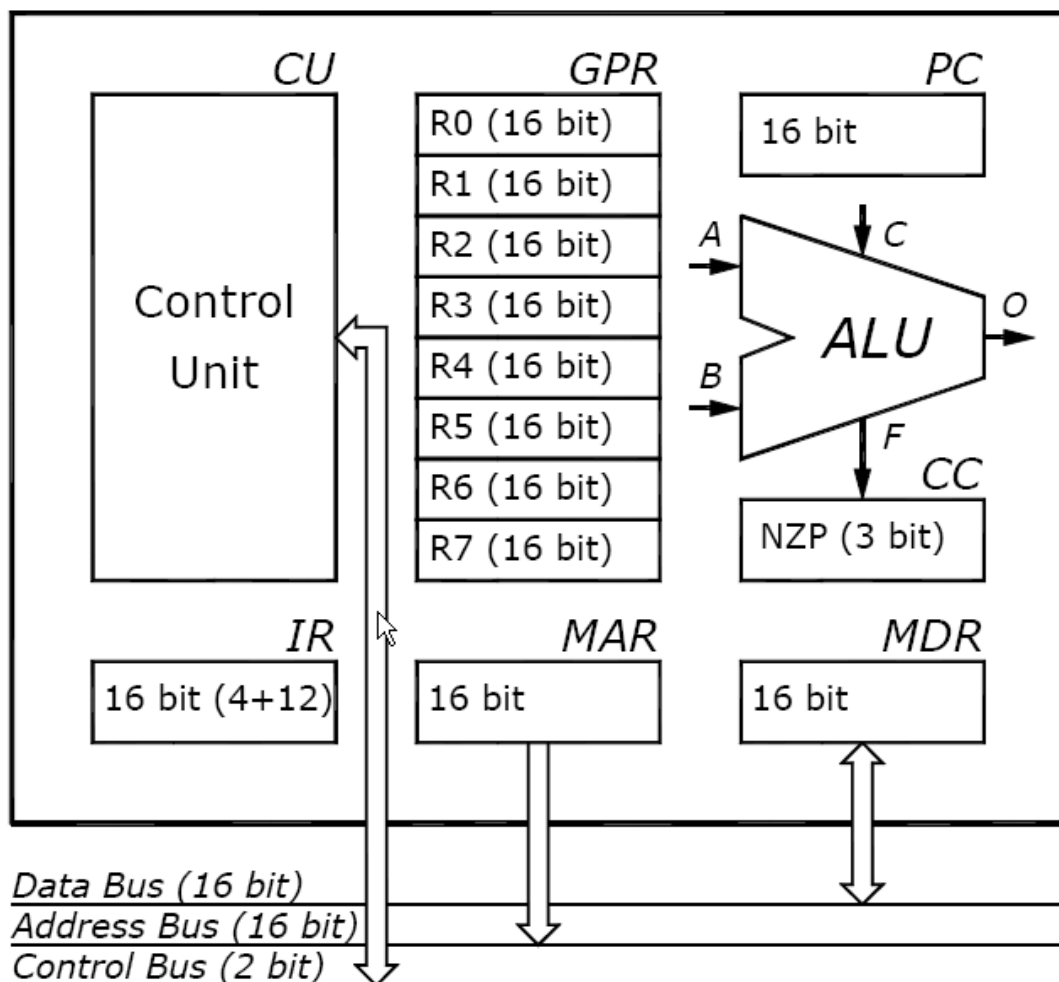 CU
GPR
PC
R0 (16 bit)
16 bit
R1 (16 bit)
R2 (16 bit)
A
C
R3 (16 bit)
Control
Unit
ALU
O
R4 (16 bit)
B
R5 (16 bit)
F
CC
R6 (16 bit)
R7 (16 bit)
NZP (3 bit)
IR
MAR
MDR
16 bit (4+12)
16 bit
16 bit
Data Bus (16 bit)
Address Bus (16 bit)
Control Bus (2 bit)